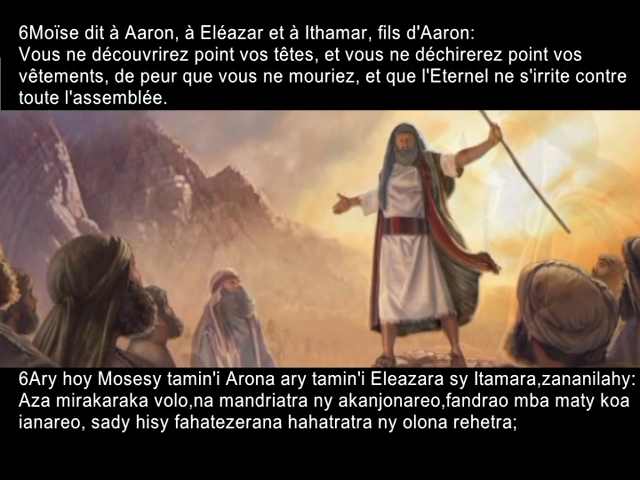 6Moïse dit à Aaron, à Eléazar et à Ithamar, fils d'Aaron:
Vous ne découvrirez point vos têtes, et vous ne déchirerez point vos
vêtements, de peur que vous ne mouriez, et que l'Eternel ne s'irrite contre
toute l'assemblée.
6Ary hoy Mosesy tamin'i Arona ary tamin'i Eleazara sy Itamara,zananilahy:
Aza mirakaraka volo,na mandriatra ny akanjonareo,fandrao mba maty koa
ianareo, sady hisy fahatezerana hahatratra ny olona rehetra;